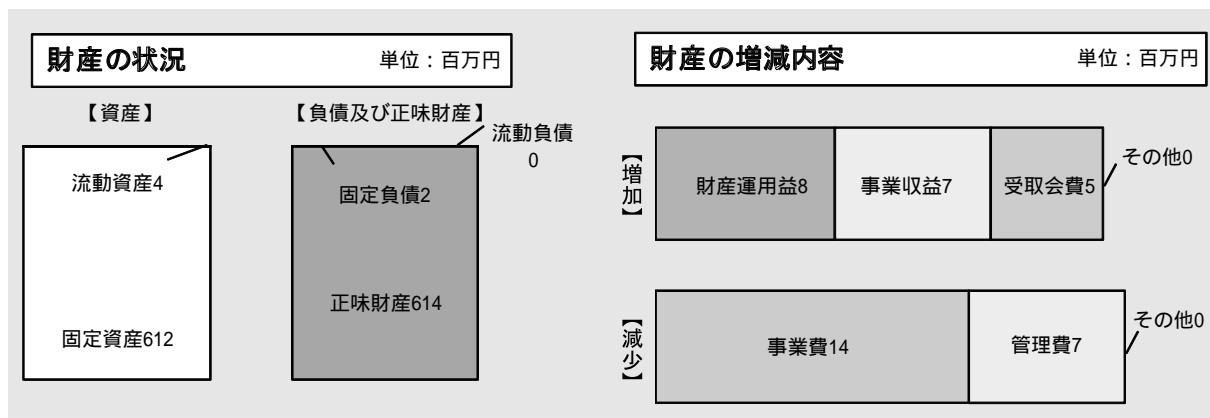 財産の状況 単位：百万円
【資産】 【負債及び正味財産】
流動負債
0
流動資産4
固定負債2
正味財産614
固定資産612
財産の増減内容 単位：百万円
【増加】
財産運用益8 事業収益7 受取会費5
その他0
【減少】
事業費14 管理費7
その他0